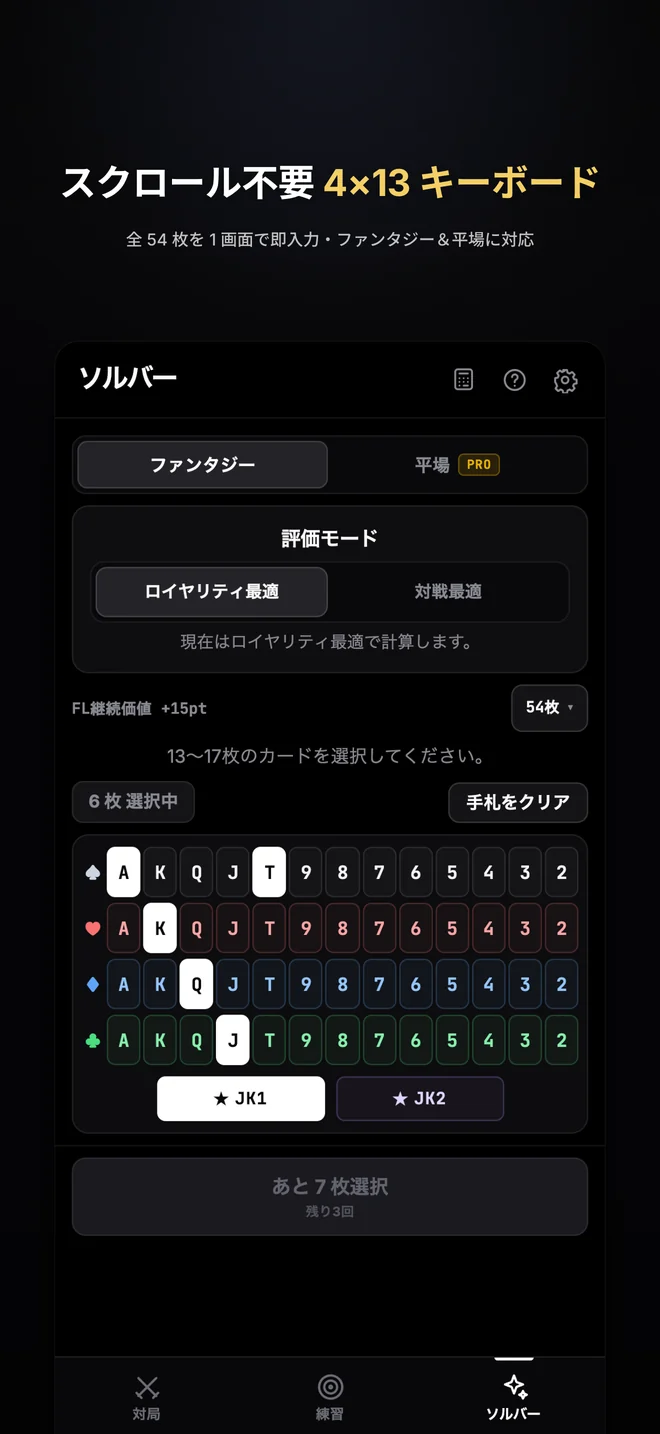 スクロール不要 4×13 キーボード
全 54 枚を 1 画面で即入力・ファンタジー＆平場に対応
ソルバー
ファンタジー 平場 PRO
評価モード
ロイヤリティ最適 対戦最適
現在はロイヤリティ最適で計算します。
FL継続価値 +15pt 54枚 ▾
13〜17枚のカードを選択してください。
6 枚 選択中 手札をクリア
♠ A K Q J T 9 8 7 6 5 4 3 2
♥ A K Q J T 9 8 7 6 5 4 3 2
♦ A K Q J T 9 8 7 6 5 4 3 2
♣ A K Q J T 9 8 7 6 5 4 3 2
★ JK1 ★ JK2
あと 7 枚選択
残り3回
対局 練習 ソルバー